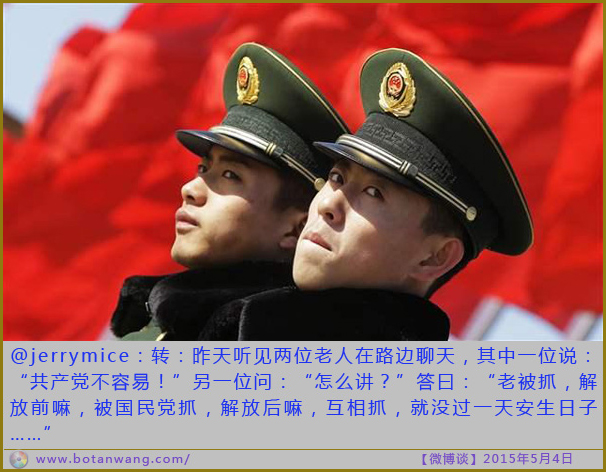 @jerrymice：转：昨天听见两位老人在路边聊天，其中一位说：
“共产党不容易！”另一位问：“怎么讲？”答曰：“老被抓，解
放前嘛，被国民党抓，解放后嘛，互相抓，就没过一天安生日子
……”
www.botanwang.com/
【微博谈】2015年5月4日